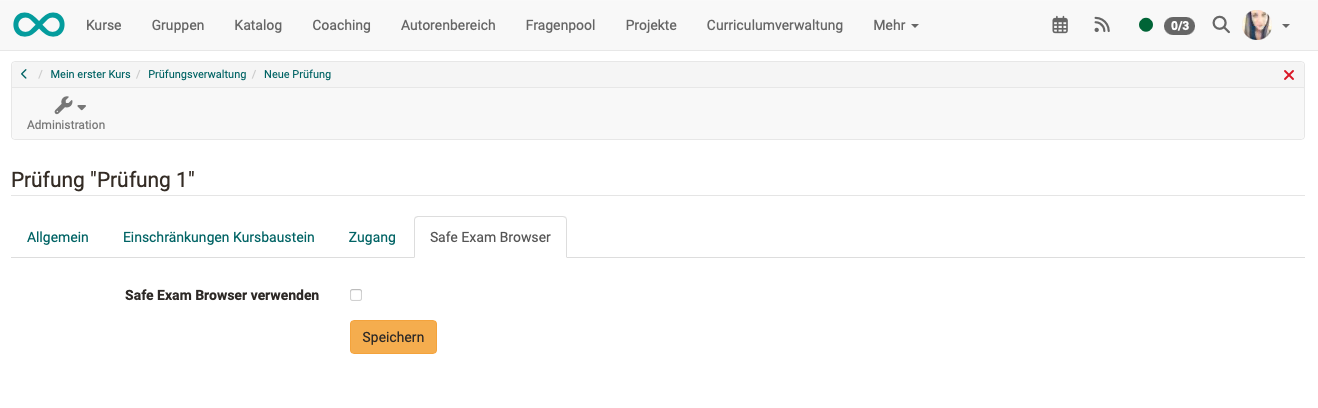 Kurse Gruppen Katalog Coaching Autorenbereich Fragenpool Projekte Curriculumverwaltung Mehr 0/3
/ Mein erster Kurs / Prüfungsverwaltung / Neue Prüfung
Administration
Prüfung "Prüfung 1"
Allgemein Einschränkungen Kursbaustein Zugang Safe Exam Browser
Safe Exam Browser verwenden
Speichern